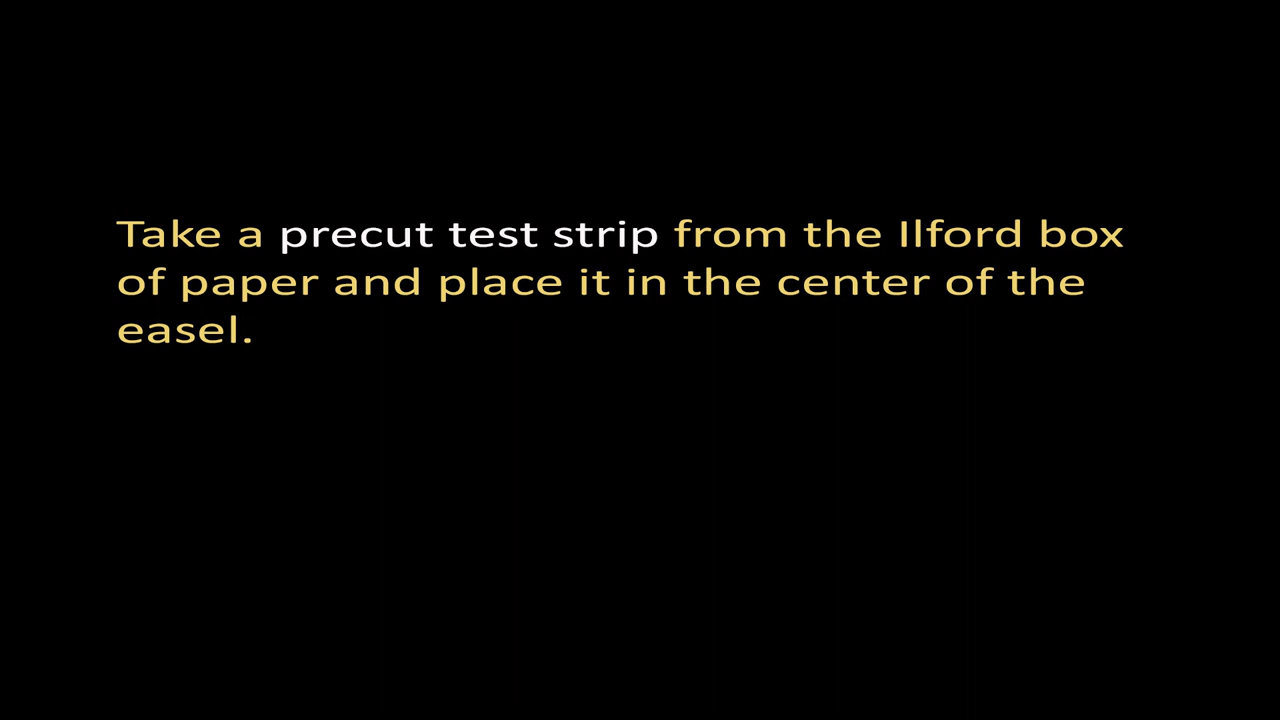 Take a precut test strip from the Ilford box
of paper and place it in the center of the
easel.